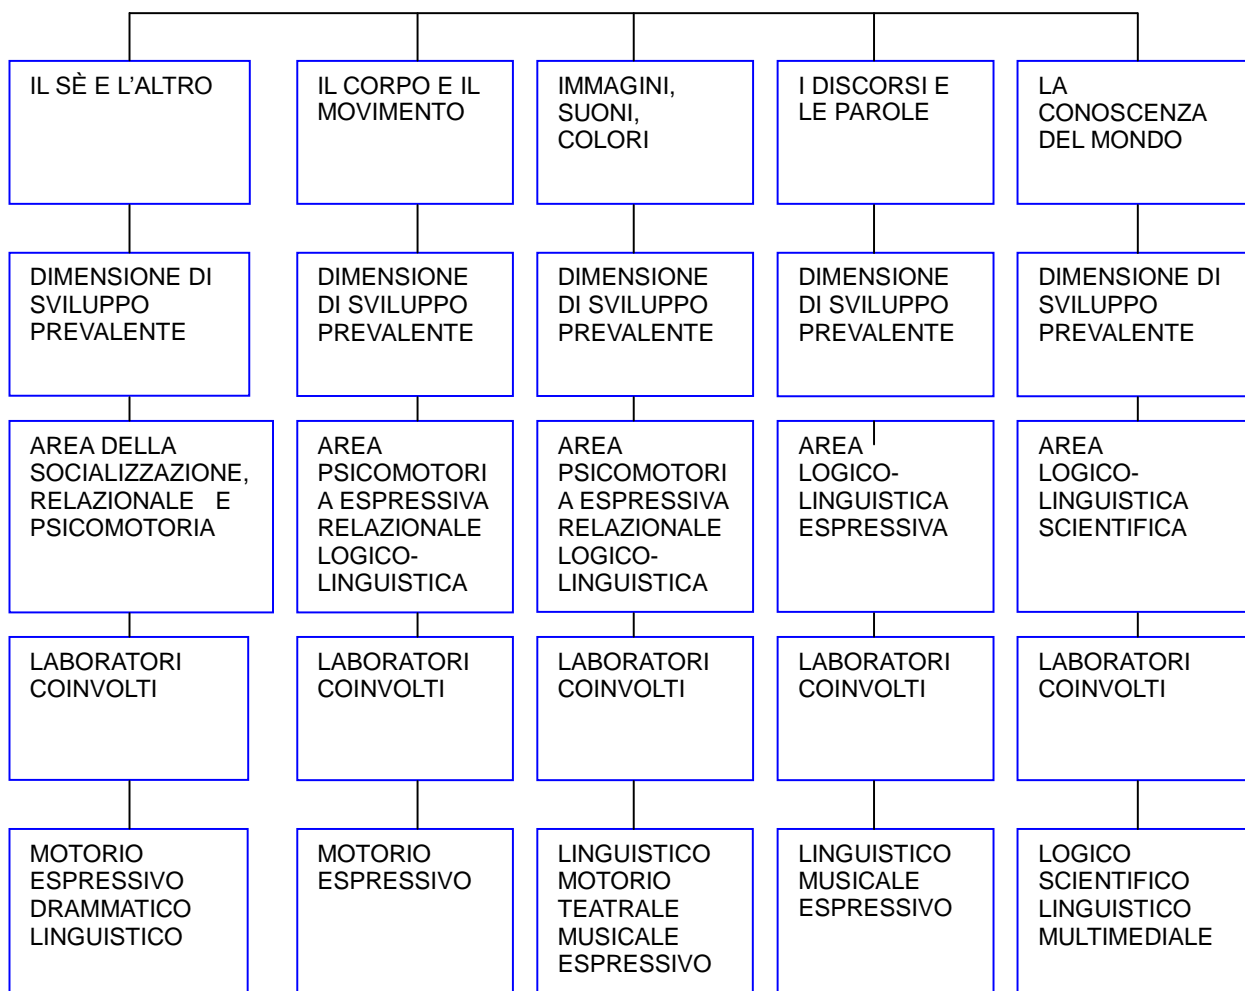 IL SÈ E L'ALTRO
IL CORPO E IL
MOVIMENTO
IMMAGINI,
SUONI,
COLORI
I DISCORSI E
LE PAROLE
LA
CONOSCENZA
DEL MONDO
DIMENSIONE DI
SVILUPPO
PREVALENTE
DIMENSIONE
DI SVILUPPO
PREVALENTE
DIMENSIONE
DI SVILUPPO
PREVALENTE
DIMENSIONE
DI SVILUPPO
PREVALENTE
DIMENSIONE DI
SVILUPPO
PREVALENTE
AREA DELLA
SOCIALIZZAZIONE,
RELAZIONALE E
PSICOMOTORIA
AREA
PSICOMOTORI
A ESPRESSIVA
RELAZIONALE
LOGICO-
LINGUISTICA
AREA
PSICOMOTORI
A ESPRESSIVA
RELAZIONALE
LOGICO-
LINGUISTICA
AREA
LOGICO-
LINGUISTICA
ESPRESSIVA
AREA
LOGICO-
LINGUISTICA
SCIENTIFICA
LABORATORI
COINVOLTI
LABORATORI
COINVOLTI
LABORATORI
COINVOLTI
LABORATORI
COINVOLTI
LABORATORI
COINVOLTI
MOTORIO
ESPRESSIVO
DRAMMATICO
LINGUISTICO
MOTORIO
ESPRESSIVO
LINGUISTICO
MOTORIO
TEATRALE
MUSICALE
ESPRESSIVO
LINGUISTICO
MUSICALE
ESPRESSIVO
LOGICO
SCIENTIFICO
LINGUISTICO
MULTIMEDIALE